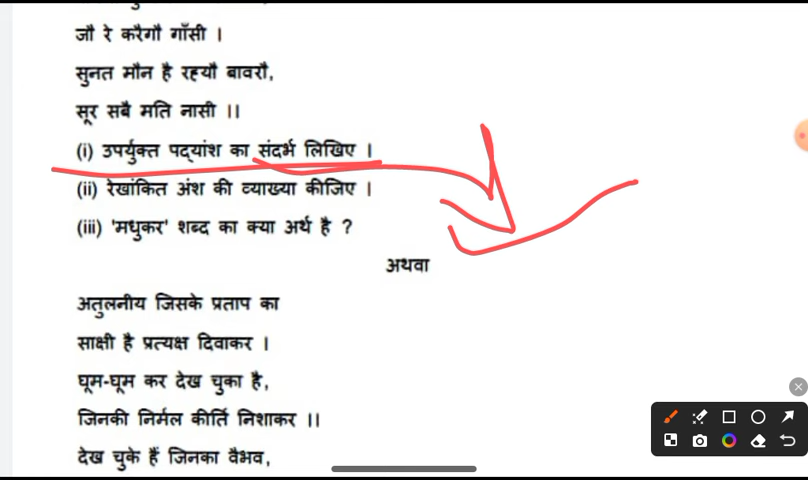 जौ रे करैगौ गाँसी ।
सुनत मौन है रहयौ बावरौ,
सूर सबै मति नासी ।।
(i) उपर्युक्त पद्यांश का संदर्भ लिखिए ।
(ii) रेखांकित अंश की व्याख्या कीजिए ।
(iii) 'मधुकर' शब्द का क्या अर्थ है ?
अथवा
अतुलनीय जिसके प्रताप का
साक्षी है प्रत्यक्ष दिवाकर ।
घूम-घूम कर देख चुका है,
जिनकी निर्मल कीर्ति निशाकर ।।
देख चुके हैं जिनका वैभव,